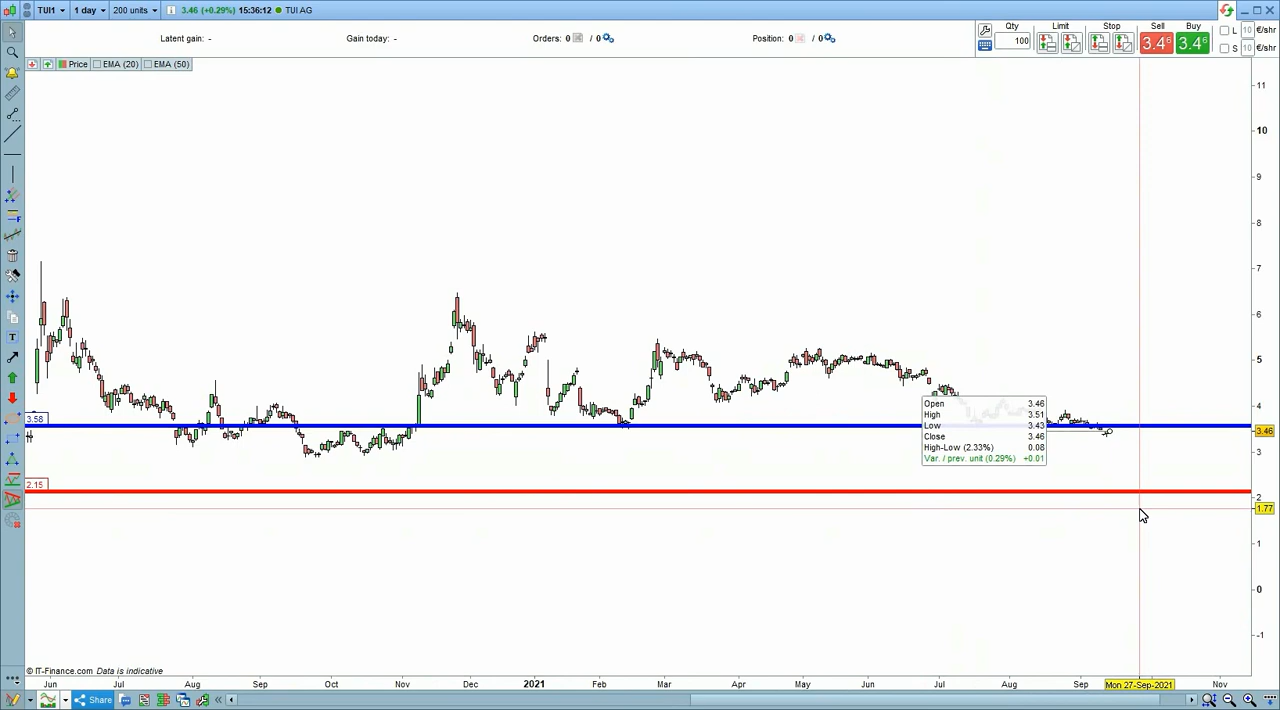 TUI1 1 day 200 units i 3.46 (+0.29%) 15:36:12 TUI AG
Latent gain: - Gain today: - Orders: 0 / 0 Position: 0 / 0 Qty Limit Stop Sell Buy L 10 €/shr
100 3.4⁶ 3.4⁶ S 10 €/shr
Price EMA (20) EMA (50)
11
10
9
8
7
6
5
4
Open 3.46
High 3.51
3.58
Low 3.43
3.46
Close 3.46
High-Low (2.33%) 0.08
3
Var. / prev. unit (0.29%) +0.01
2.15
2
1.77
1
0
-1
© IT-Finance.com Data is indicative
Jun Jul Aug Sep Oct Nov Dec 2021 Feb Mar Apr May Jun Jul Aug Sep Mon 27-Sep-2021 Nov
Share